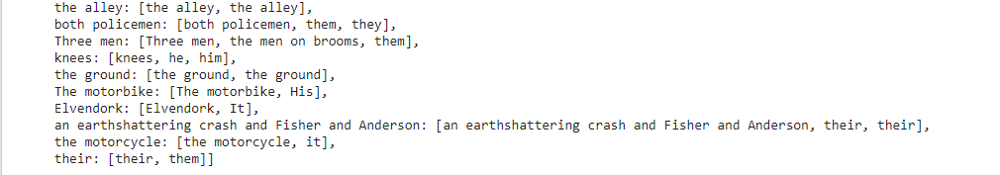 the alley: [the alley, the alley],
both policemen: [both policemen, them, they],
Three men: [Three men, the men on brooms, them],
knees: [knees, he, him],
the ground: [the ground, the ground],
The motorbike: [The motorbike, His],
Elvendork: [Elvendork, It],
an earthshattering crash and Fisher and Anderson: [an earthshattering crash and Fisher and Anderson, their, their],
the motorcycle: [the motorcycle, it],
their: [their, them]]